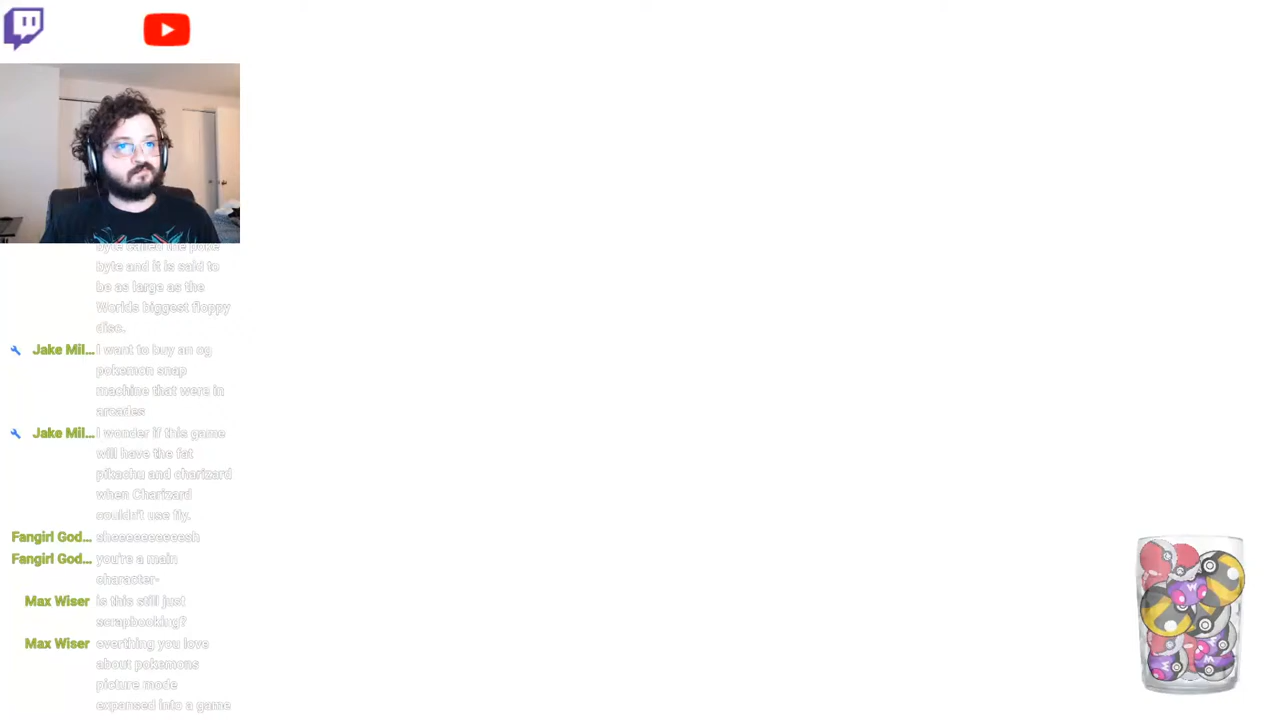 byte called the poke
byte and it is said to
be as large as the
Worlds biggest floppy
disc.
Jake Mil... I want to buy an og
pokemon snap
machine that were in
arcades
Jake Mil... I wonder if this game
will have the fat
pikachu and charizard
when Charizard
couldn't use fly.
Fangirl God... sheeeeeeeeesh
Fangirl God... you're a main
character-
Max Wiser is this still just
scrapbooking?
Max Wiser everthing you love
about pokemons
picture mode
expansed into a game